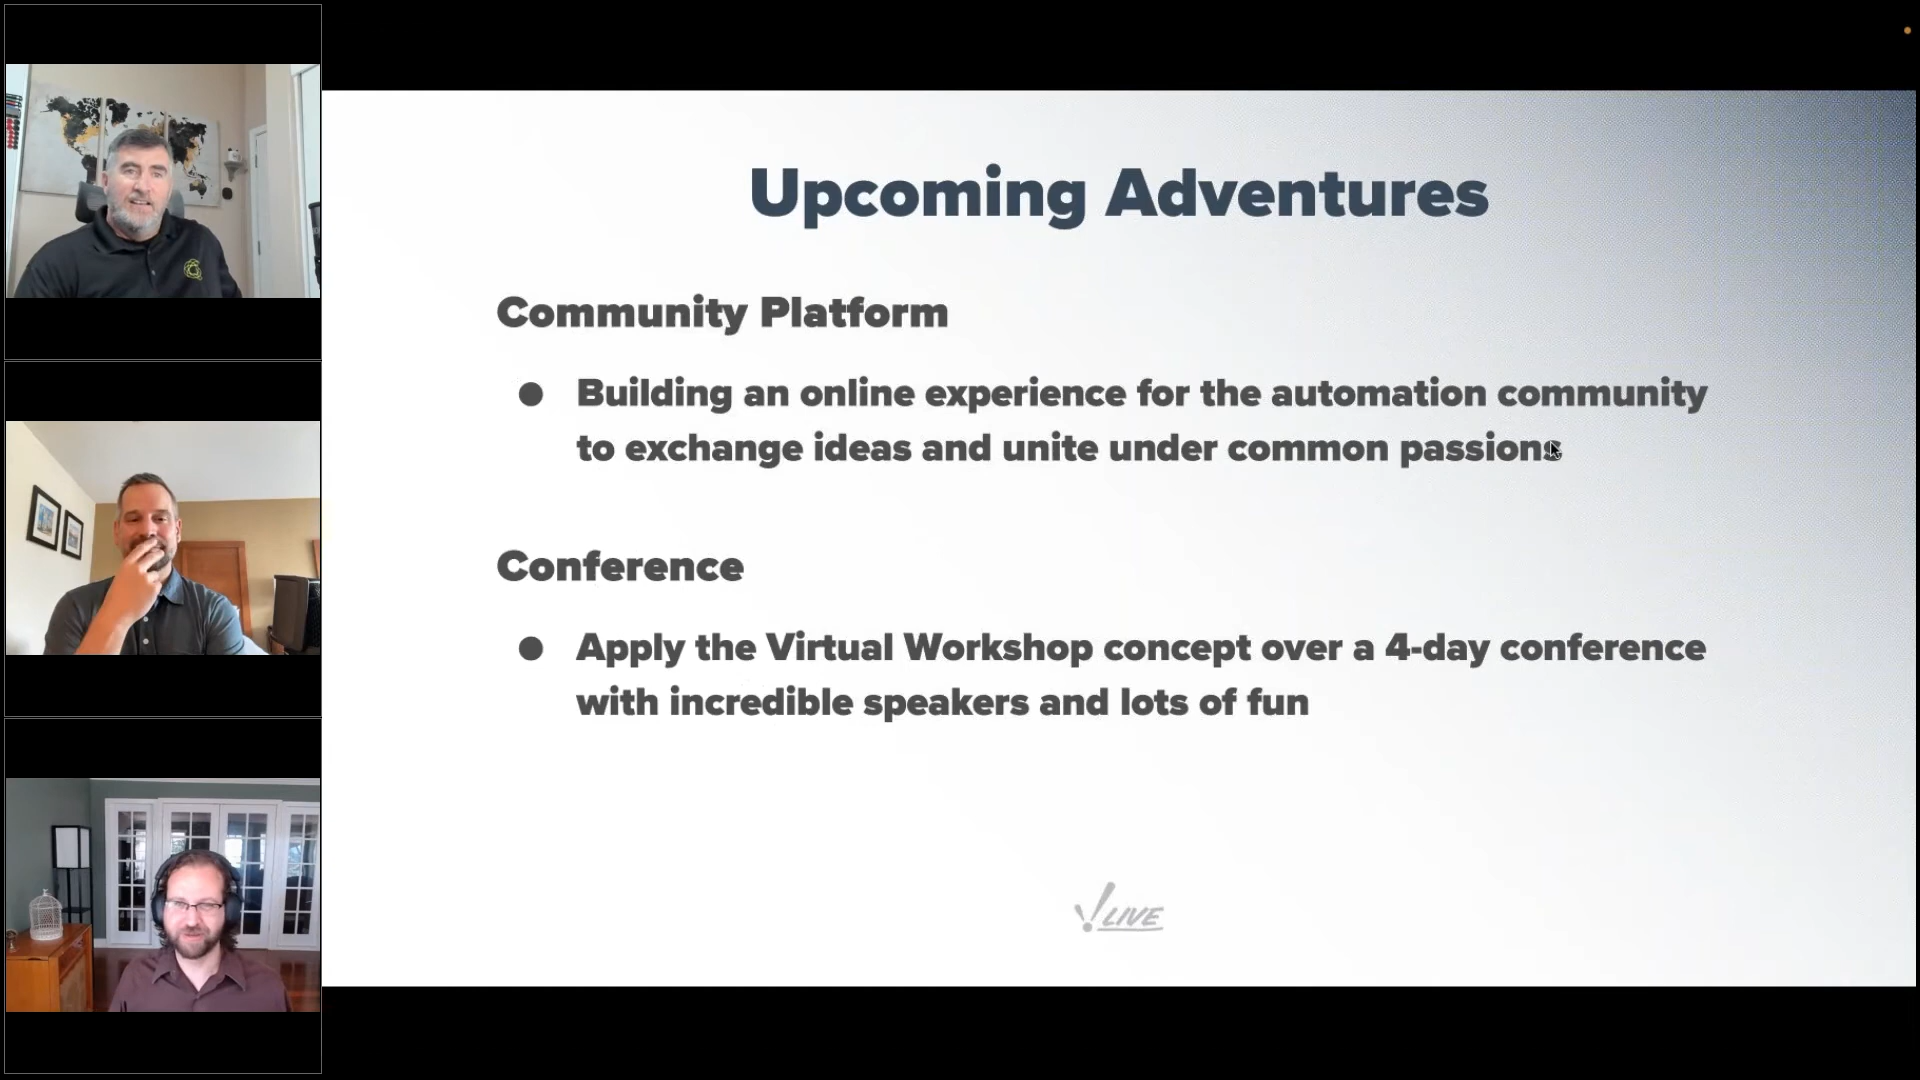 Upcoming Adventures
Community Platform
● Building an online experience for the automation community
to exchange ideas and unite under common passions
Conference
● Apply the Virtual Workshop concept over a 4-day conference
with incredible speakers and lots of fun
! LIVE